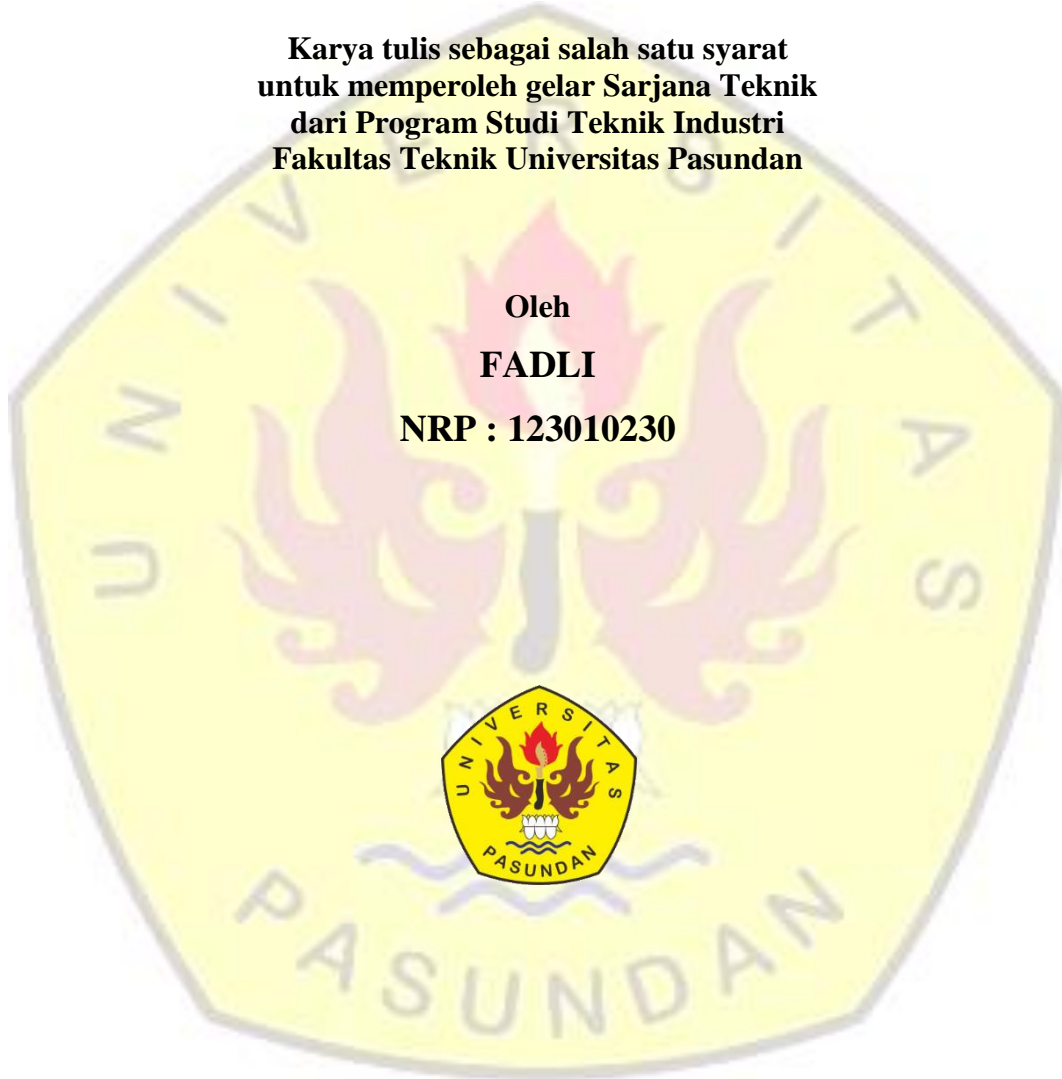 Karya tulis sebagai salah satu syarat
untuk memperoleh gelar Sarjana Teknik
dari Program Studi Teknik Industri
Fakultas Teknik Universitas Pasundan
Oleh
FADLI
NRP : 123010230
UNIVERSITAS
PASUNDAN
UNIVERSITAS
PASUNDAN